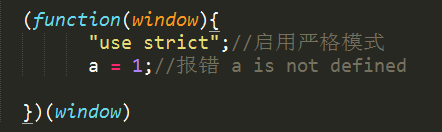 (function(window){
"use strict";//启用严格模式
a = 1;//报错 a is not defined
})(window)